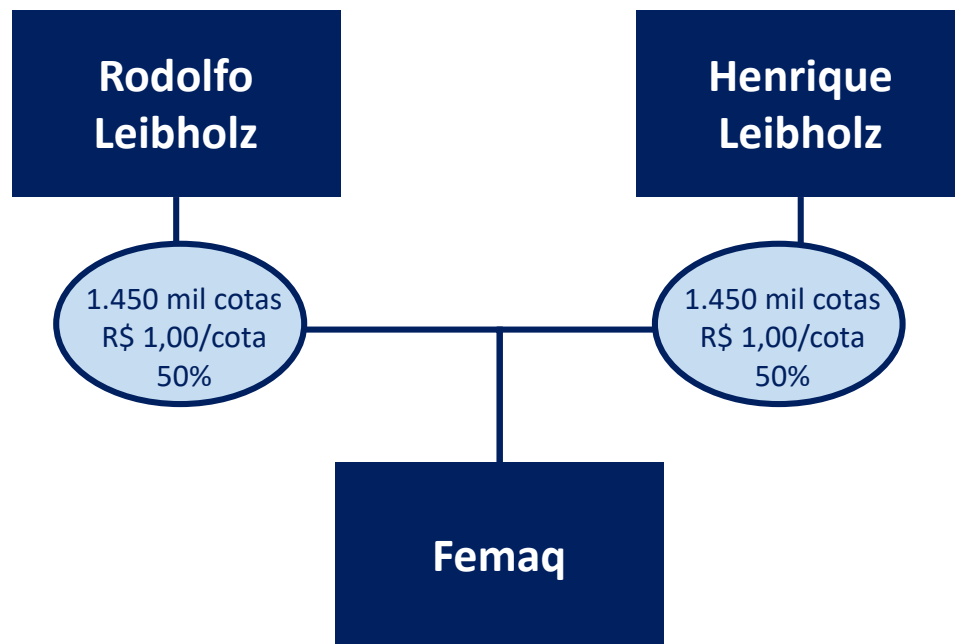 Rodolfo
Leibholz
Henrique
Leibholz
1.450 mil cotas
R$ 1,00/cota
50%
1.450 mil cotas
R$ 1,00/cota
50%
Femaq